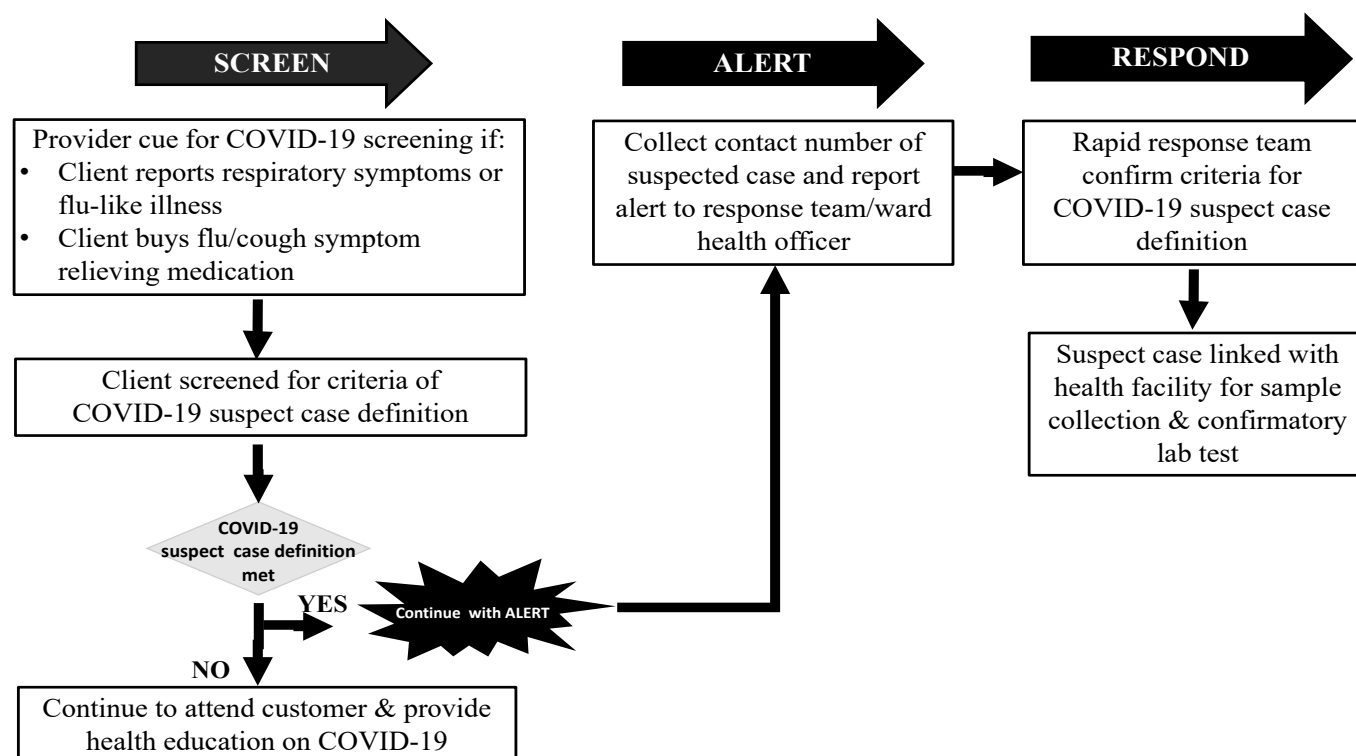 SCREEN
Provider cue for COVID-19 screening if:
• Client reports respiratory symptoms or
flu-like illness
• Client buys flu/cough symptom
relieving medication
Client screened for criteria of
COVID-19 suspect case definition
COVID-19
suspect case definition
met
YES
Continue with ALERT
NO
Continue to attend customer & provide
health education on COVID-19
ALERT
Collect contact number of
suspected case and report
alert to response team/ward
health officer
RESPOND
Rapid response team
confirm criteria for
COVID-19 suspect case
definition
Suspect case linked with
health facility for sample
collection & confirmatory
lab test